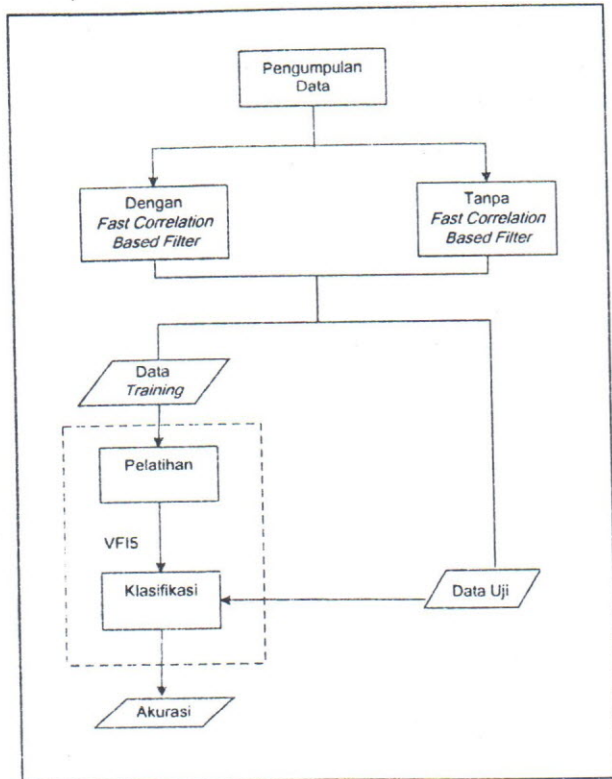 Pengumpulan
Data
Dengan
Fast Correlation
Based Filter
Tanpa
Fast Correlation
Based Filter
Data
Training
Pelatihan
VFI5
Klasifikasi
Data Uji
Akurasi